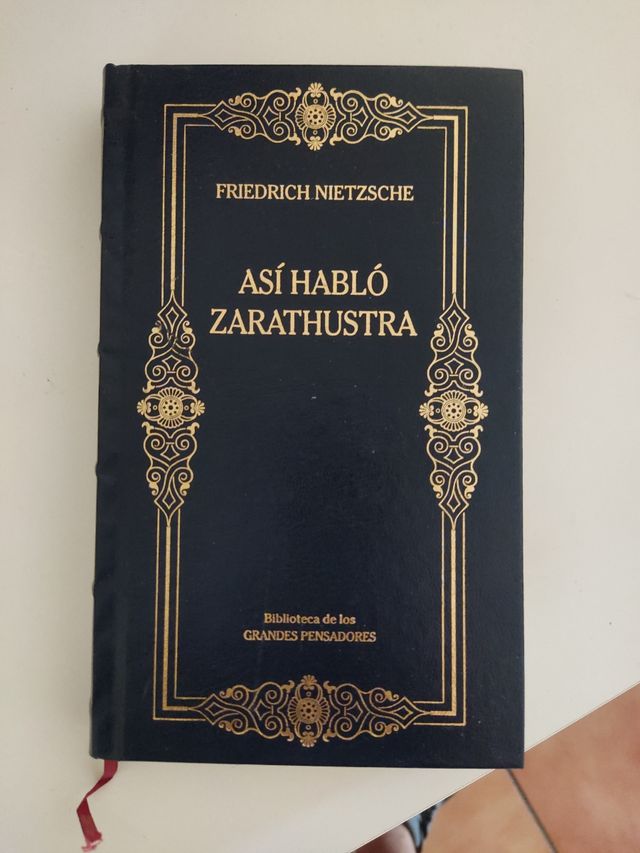 FRIEDRICH NIETZSCHE
ASÍ HABLÓ
ZARATHUSTRA
Biblioteca de los
GRANDES PENSADORES